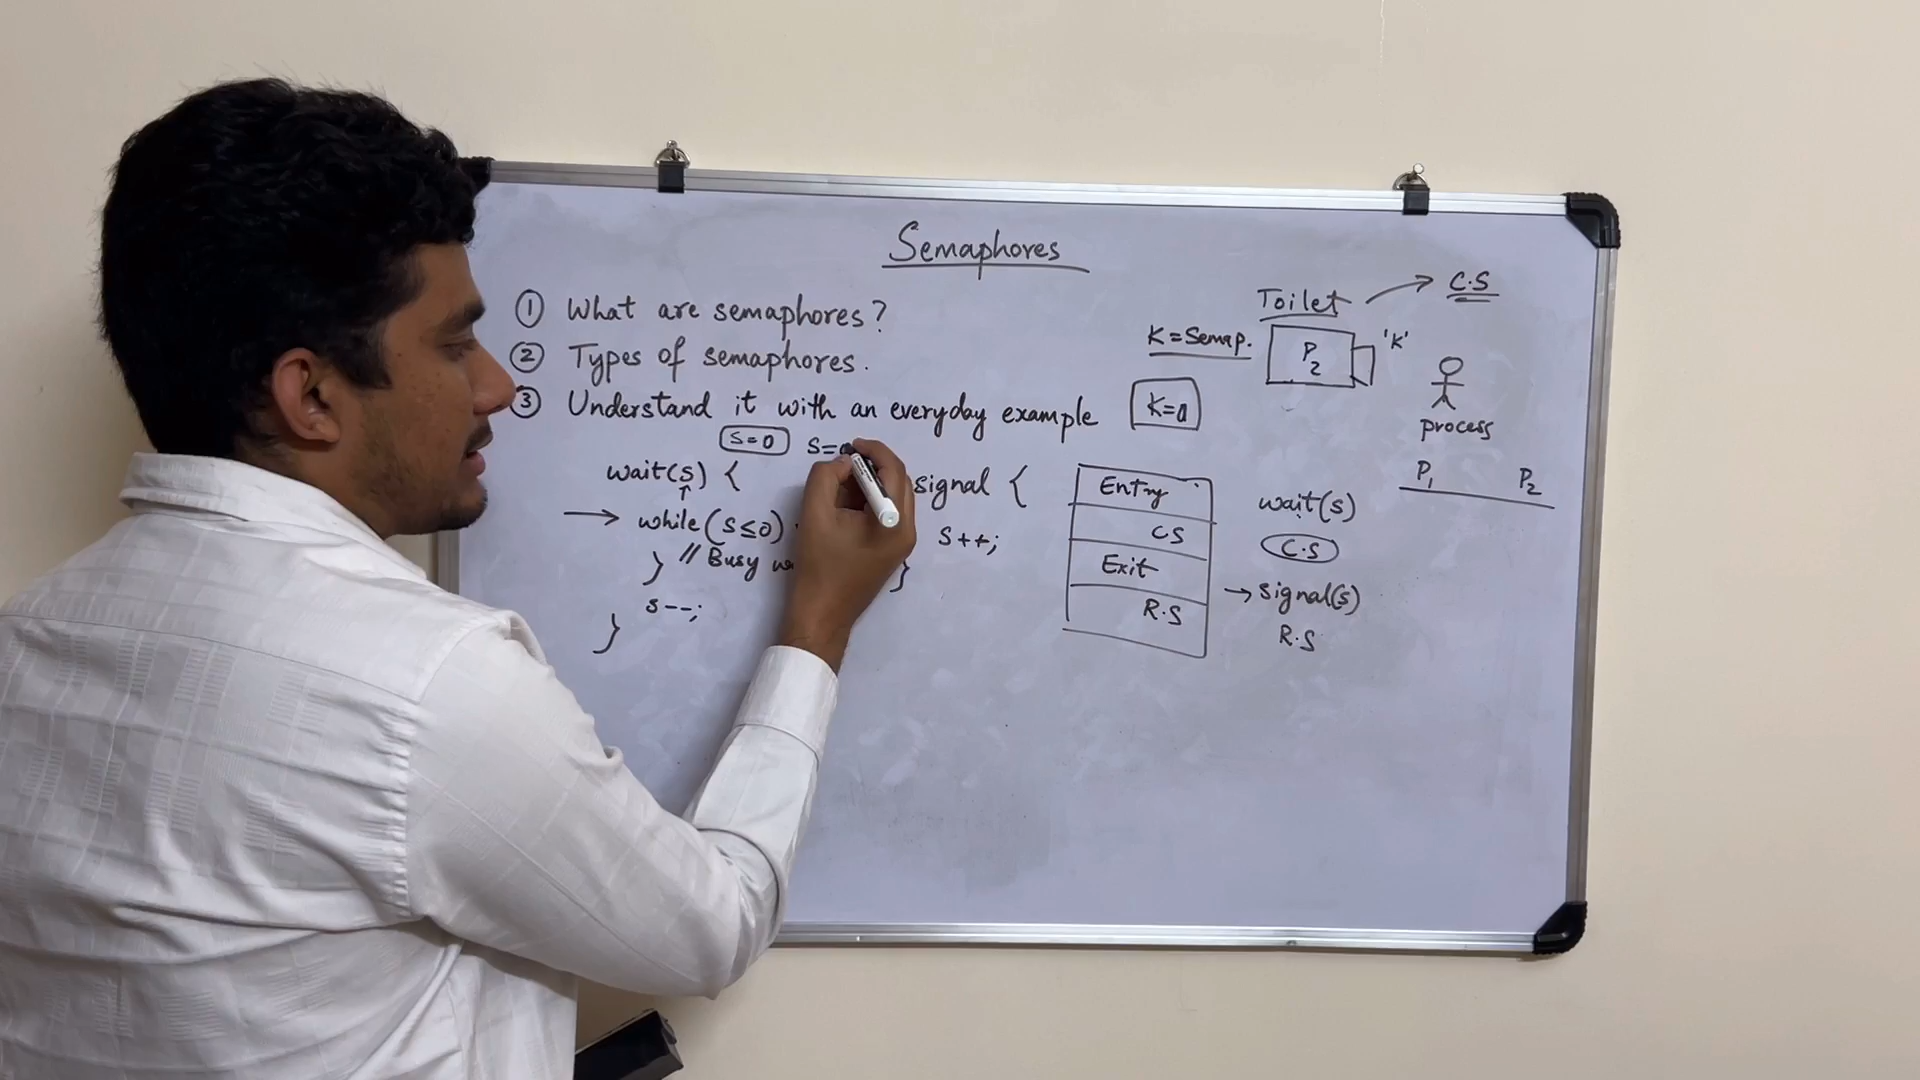 Semaphores
① What are semaphores?
② Types of semaphores.
③ Understand it with an everyday example
S=0 S=
wait(s) {
→ while(S≤0)
} // Busy
s--;
}
signal {
S++;
}
Entry
CS
Exit
R.S
wait(s)
C.S
→ signal(s)
R.S
Toilet → C.S
K=Semap.
P2
'K'
K=0
process
P1 P2